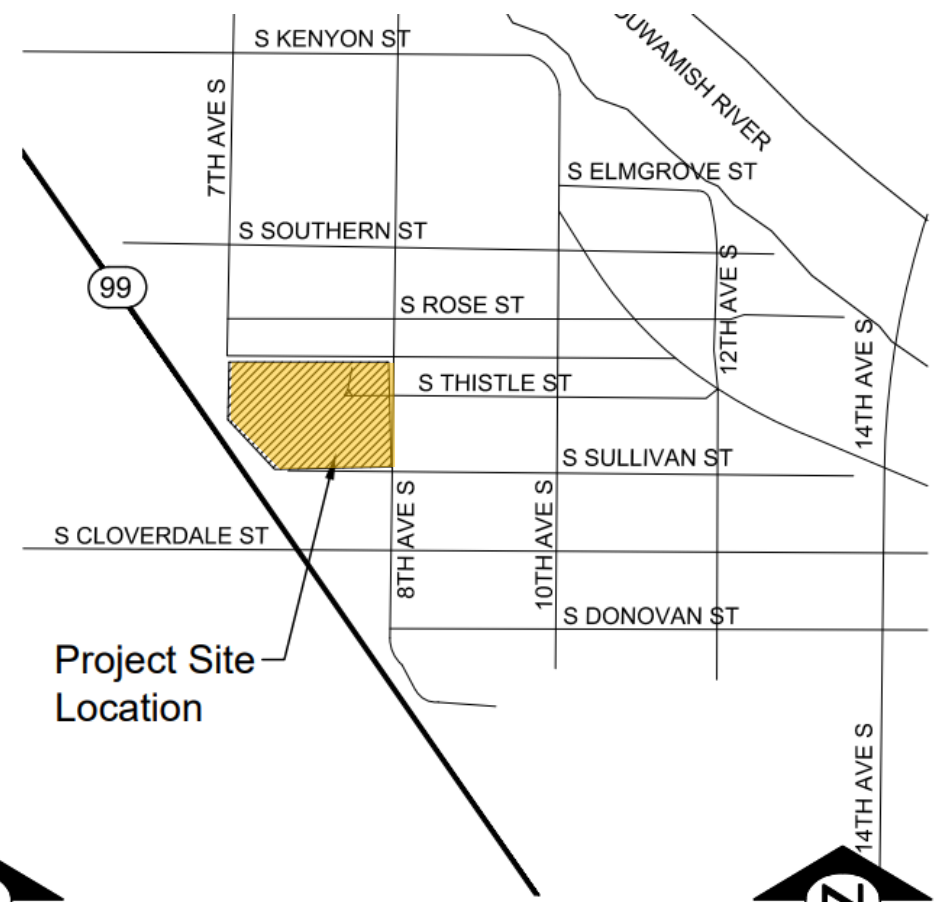 S KENYON ST
DUWAMISH RIVER
7TH AVE S
S ELMGROVE ST
S SOUTHERN ST
99
12TH AVE S
S ROSE ST
14TH AVE S
S THISTLE ST
S SULLIVAN ST
8TH AVE S
10TH AVE S
S CLOVERDALE ST
S DONOVAN ST
Project Site
Location
14TH AVE S